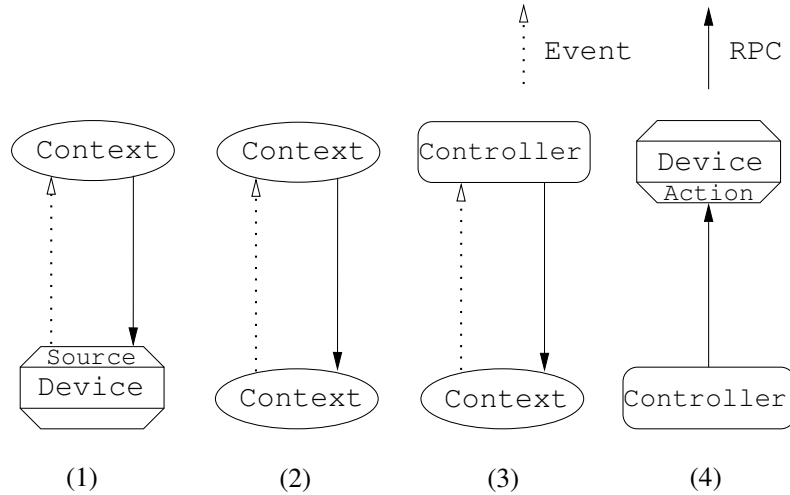 Event
RPC
Context
Context
Controller
Device
Action
Source
Device
Context
Context
Controller
(1)
(2)
(3)
(4)